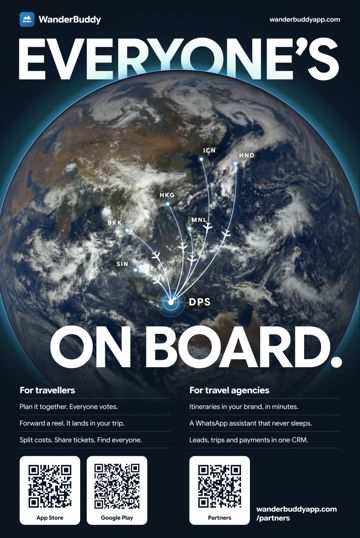 WanderBuddy
wanderbuddyapp.com
EVERYONE'S
ICN
HND
HKG
MNL
BKK
SIN
DPS
ON BOARD.
For travellers
Plan it together. Everyone votes.
Forward a reel. It lands in your trip.
Split costs. Share tickets. Find everyone.
For travel agencies
Itineraries in your brand, in minutes.
A WhatsApp assistant that never sleeps.
Leads, trips and payments in one CRM.
App Store
Google Play
Partners
wanderbuddyapp.com
/partners